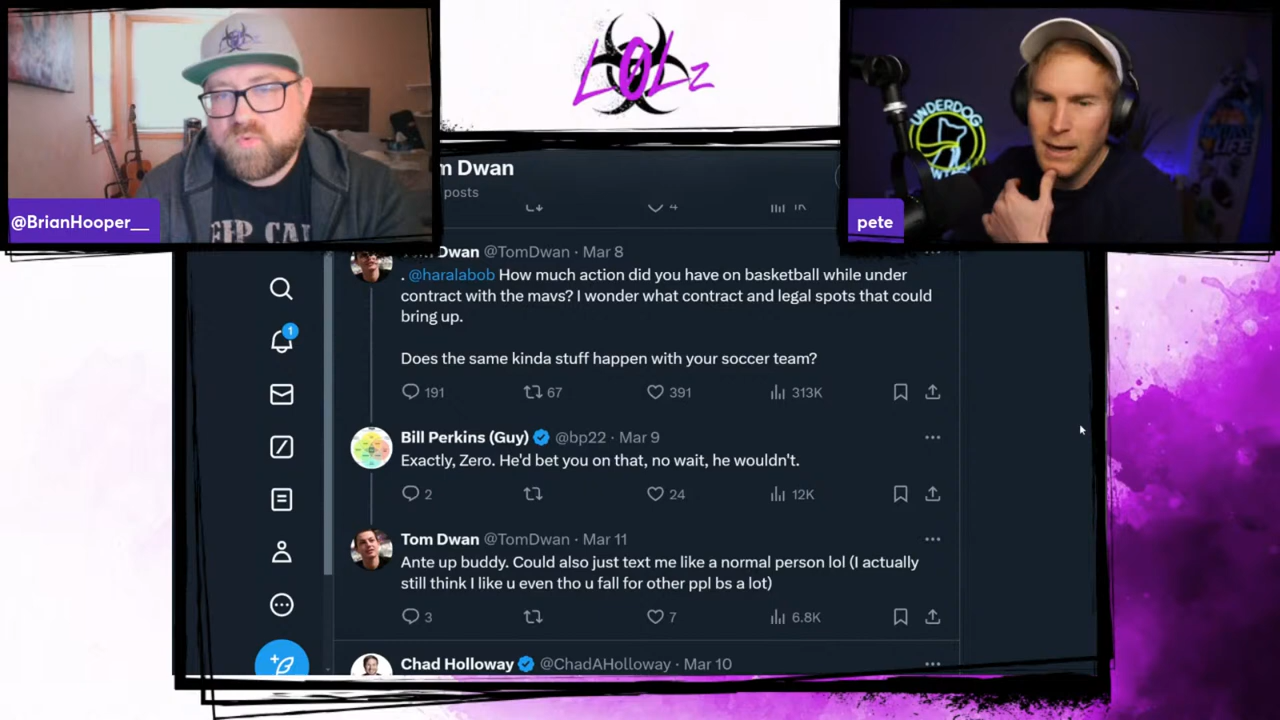 LOLz
UNDERDOG
@BrianHooper__
pete
m Dwan
posts
4
1K
Dwan @TomDwan · Mar 8
. @haralabob How much action did you have on basketball while under
contract with the mavs? I wonder what contract and legal spots that could
bring up.
Does the same kinda stuff happen with your soccer team?
191 67 391 313K
1
Bill Perkins (Guy) @bp22 · Mar 9
Exactly, Zero. He'd bet you on that, no wait, he wouldn't.
2 24 12K
Tom Dwan @TomDwan · Mar 11
Ante up buddy. Could also just text me like a normal person lol (I actually
still think I like u even tho u fall for other ppl bs a lot)
3 7 6.8K
Chad Holloway @ChadAHolloway · Mar 10